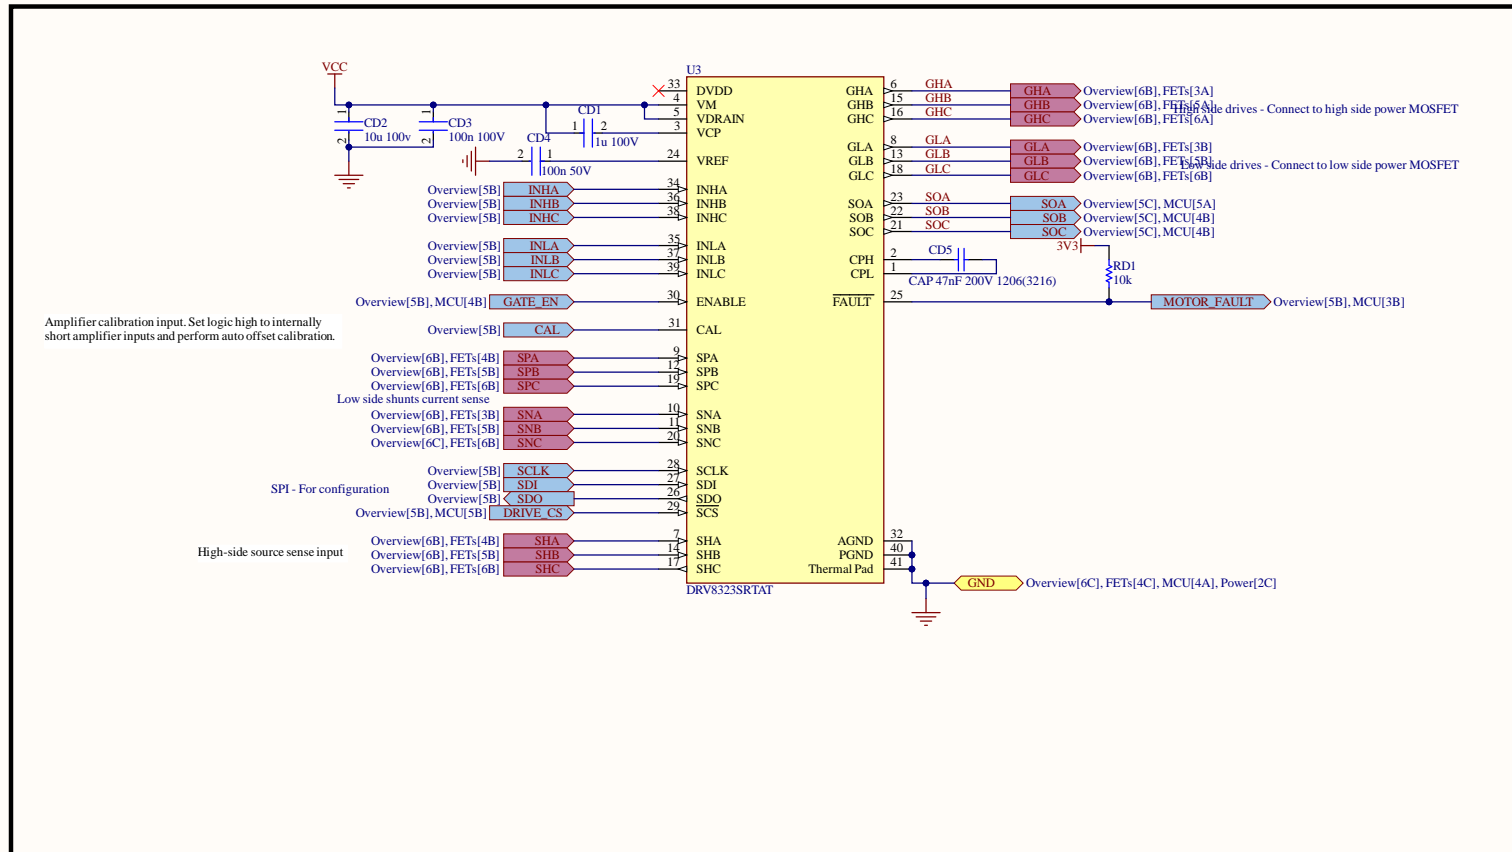 VCC
CD2
10u 100v
1
2
CD3
100n 100V
1
2
CD1
1 2
1u 100V
CD4
2 1
100n 50V
U3
33 DVDD
4 VM
5 VDRAIN
3 VCP
24 VREF
Overview[5B] INHA 34 INHA
Overview[5B] INHB 36 INHB
Overview[5B] INHC 38 INHC
Overview[5B] INLA 35 INLA
Overview[5B] INLB 37 INLB
Overview[5B] INLC 39 INLC
Overview[5B], MCU[4B] GATE_EN 30 ENABLE
Amplifier calibration input. Set logic high to internally
short amplifier inputs and perform auto offset calibration.
Overview[5B] CAL 31 CAL
Overview[6B], FETs[4B] SPA 9 SPA
Overview[6B], FETs[5B] SPB 12 SPB
Overview[6B], FETs[6B] SPC 19 SPC
Low side shunts current sense
Overview[6B], FETs[3B] SNA 10 SNA
Overview[6B], FETs[5B] SNB 11 SNB
Overview[6C], FETs[6B] SNC 20 SNC
Overview[5B] SCLK 28 SCLK
SPI - For configuration
Overview[5B] SDI 27 SDI
Overview[5B] SDO 26 SDO
Overview[5B], MCU[5B] DRIVE_CS 29 SCS
High-side source sense input
Overview[6B], FETs[4B] SHA 7 SHA
Overview[6B], FETs[5B] SHB 14 SHB
Overview[6B], FETs[6B] SHC 17 SHC
DRV8323SRTAT
GHA 6 GHA GHA Overview[6B], FETs[3A]
GHB 15 GHB GHB Overview[6B], FETs[5A]
High side drives - Connect to high side power MOSFET
GHC 16 GHC GHC Overview[6B], FETs[6A]
GLA 8 GLA GLA Overview[6B], FETs[3B]
GLB 13 GLB GLB Overview[6B], FETs[5B]
Low side drives - Connect to low side power MOSFET
GLC 18 GLC GLC Overview[6B], FETs[6B]
SOA 23 SOA SOA Overview[5C], MCU[5A]
SOB 22 SOB SOB Overview[5C], MCU[4B]
SOC 21 SOC SOC Overview[5C], MCU[4B]
3V3
CPH 2
CPL 1
CD5
CAP 47nF 200V 1206(3216)
RD1
10k
FAULT 25 MOTOR_FAULT Overview[5B], MCU[3B]
AGND 32
PGND 40
Thermal Pad 41
GND Overview[6C], FETs[4C], MCU[4A], Power[2C]